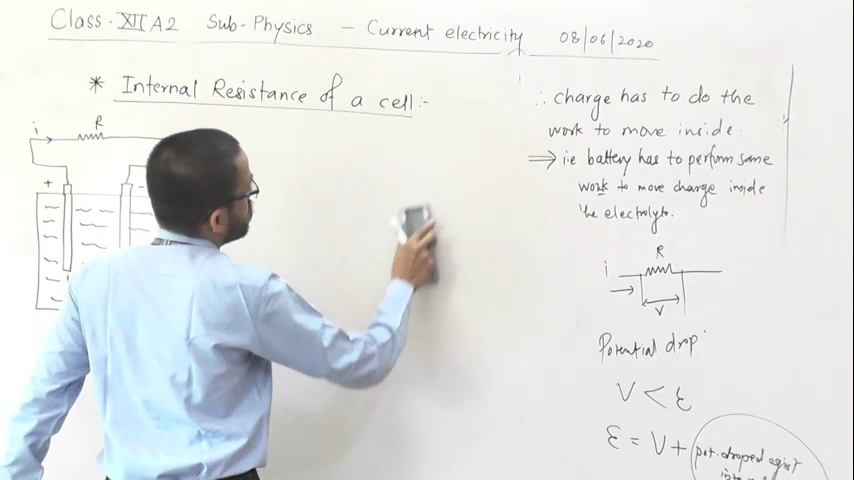 Class-XII A2 Sub-Physics - Current electricity 08/06/2020
* Internal Resistance of a cell:-
i R
+
-
∴ charge has to do the
work to move inside.
⇒ ie battery has to perform some
work to move charge inside
the electrolyte.
R
i
V
Potential drop
V < ε
ε = V + pot. droped agist